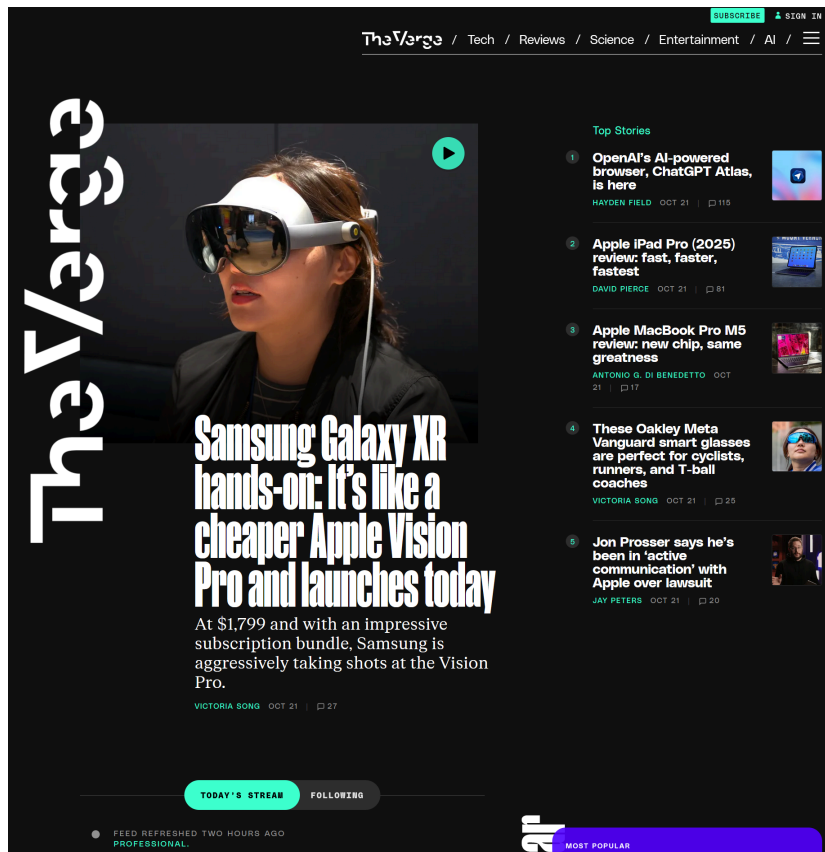 SUBSCRIBE
SIGN IN
TheVerge / Tech / Reviews / Science / Entertainment / AI /
TheVerge
Samsung Galaxy XR
hands-on: It's like a
cheaper Apple Vision
Pro and launches today
At $1,799 and with an impressive
subscription bundle, Samsung is
aggressively taking shots at the Vision
Pro.
VICTORIA SONG OCT 21 | 27
Top Stories
1
OpenAI's AI-powered
browser, ChatGPT Atlas,
is here
HAYDEN FIELD OCT 21 | 115
2
Apple iPad Pro (2025)
review: fast, faster,
fastest
DAVID PIERCE OCT 21 | 81
3
Apple MacBook Pro M5
review: new chip, same
greatness
ANTONIO G. DI BENEDETTO OCT
21 | 17
4
These Oakley Meta
Vanguard smart glasses
are perfect for cyclists,
runners, and T-ball
coaches
VICTORIA SONG OCT 21 | 25
5
Jon Prosser says he's
been in ‘active
communication’ with
Apple over lawsuit
JAY PETERS OCT 21 | 20
TODAY'S STREAM
FOLLOWING
FEED REFRESHED TWO HOURS AGO
PROFESSIONAL.
MOST POPULAR